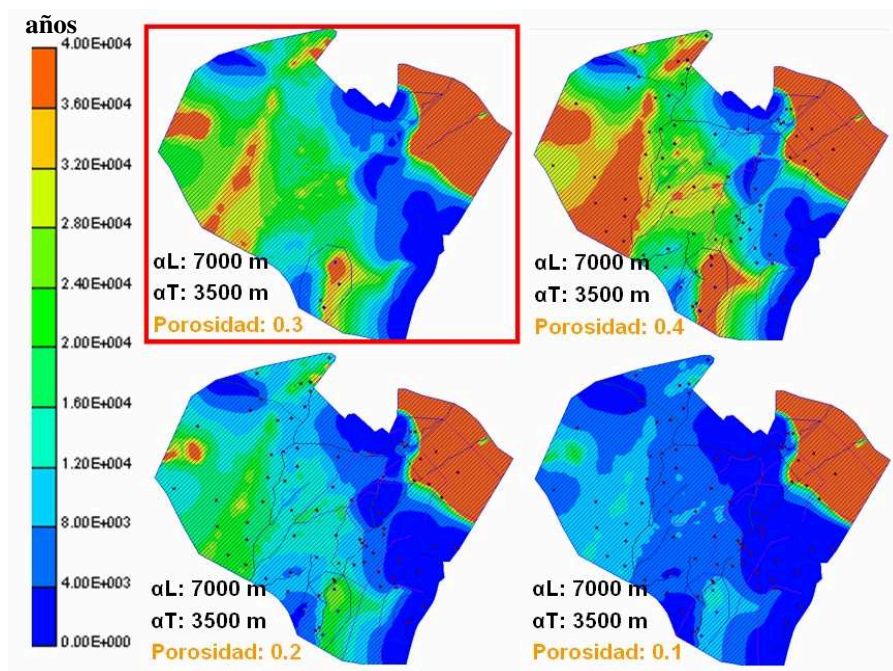 años
4.00E+004
3.60E+004
3.20E+004
2.80E+004
2.40E+004
2.00E+004
1.60E+004
1.20E+004
8.00E+003
4.00E+003
0.00E+000
αL: 7000 m
αT: 3500 m
Porosidad: 0.3
αL: 7000 m
αT: 3500 m
Porosidad: 0.4
αL: 7000 m
αT: 3500 m
Porosidad: 0.2
αL: 7000 m
αT: 3500 m
Porosidad: 0.1